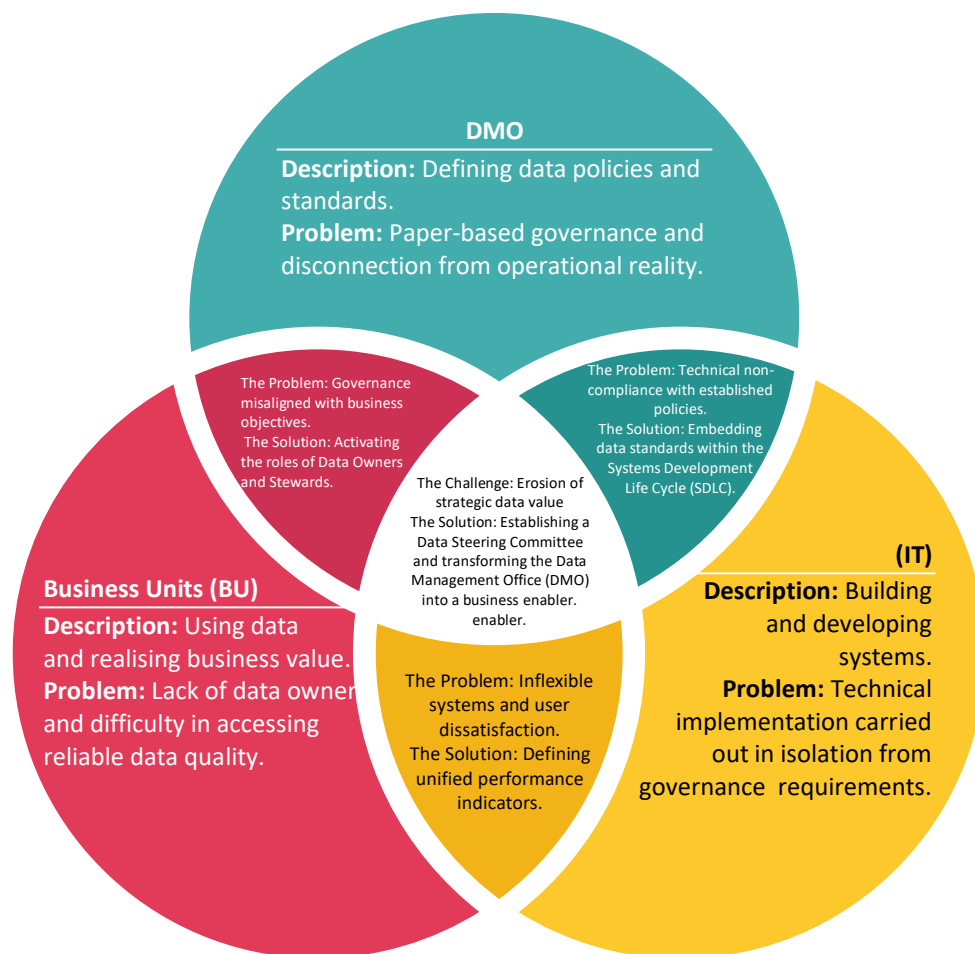 DMO
Description: Defining data policies and
standards.
Problem: Paper-based governance and
disconnection from operational reality.
The Problem: Governance
misaligned with business
objectives.
The Solution: Activating
the roles of Data Owners
and Stewards.
The Problem: Technical non-
compliance with established
policies.
The Solution: Embedding
data standards within the
Systems Development
Life Cycle (SDLC).
The Challenge: Erosion of
strategic data value
The Solution: Establishing a
Data Steering Committee
and transforming the Data
Management Office (DMO)
into a business enabler.
enabler.
Business Units (BU)
Description: Using data
and realising business value.
Problem: Lack of data owner
and difficulty in accessing
reliable data quality.
(IT)
Description: Building
and developing
systems.
Problem: Technical
implementation carried
out in isolation from
governance requirements.
The Problem: Inflexible
systems and user
dissatisfaction.
The Solution: Defining
unified performance
indicators.